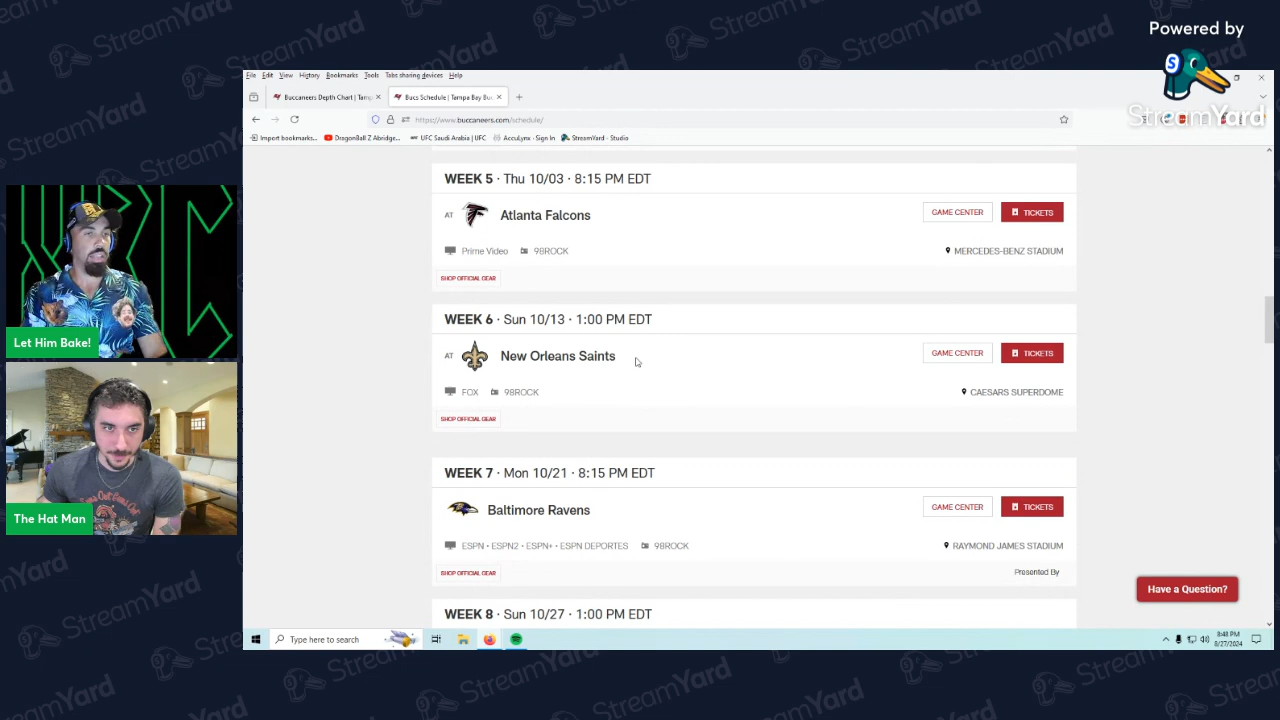 Powered by
StreamYard
File Edit View History Bookmarks Tools Tabs sharing devices Help
Buccaneers Depth Chart | Tam
Bucs Schedule | Tampa Bay Buc
https://www.buccaneers.com/schedule/
Import bookmarks... DragonBall Z Abridge... UFC Saudi Arabia | UFC AccuLynx - Sign In StreamYard - Studio
WEEK 5 · Thu 10/03 · 8:15 PM EDT
AT Atlanta Falcons GAME CENTER TICKETS
Prime Video 98ROCK MERCEDES-BENZ STADIUM
SHOP OFFICIAL GEAR
WEEK 6 · Sun 10/13 · 1:00 PM EDT
AT New Orleans Saints GAME CENTER TICKETS
FOX 98ROCK CAESARS SUPERDOME
SHOP OFFICIAL GEAR
WEEK 7 · Mon 10/21 · 8:15 PM EDT
Baltimore Ravens GAME CENTER TICKETS
ESPN • ESPN2 • ESPN+ • ESPN DEPORTES 98ROCK RAYMOND JAMES STADIUM
SHOP OFFICIAL GEAR Presented By
Have a Question?
WEEK 8 · Sun 10/27 · 1:00 PM EDT
Type here to search
8:48 PM
8/27/2024
Let Him Bake!
The Hat Man